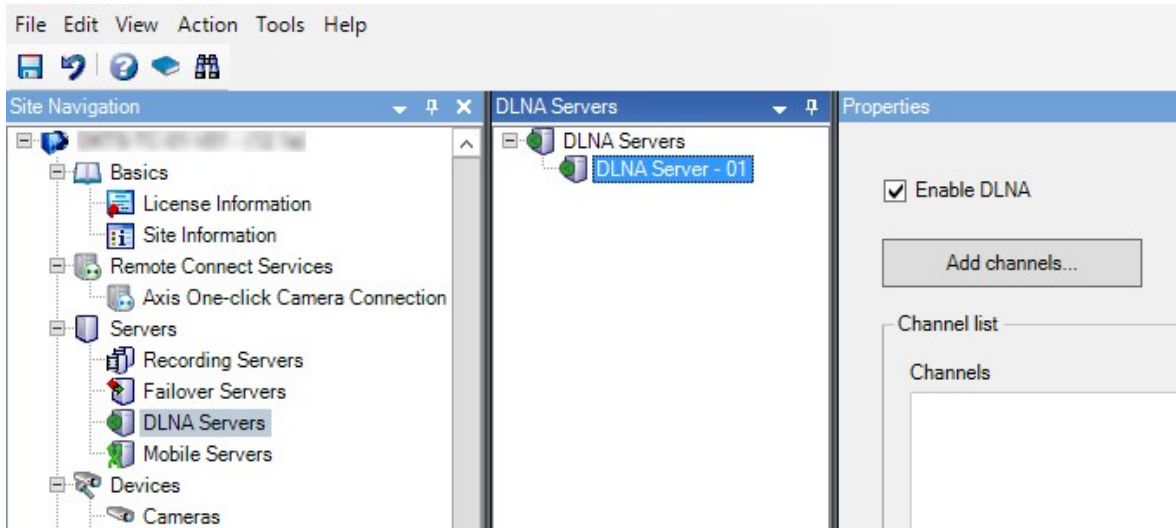 File Edit View Action Tools Help
Site Navigation
Basics
License Information
Site Information
Remote Connect Services
Axis One-click Camera Connection
Servers
Recording Servers
Failover Servers
DLNA Servers
Mobile Servers
Devices
Cameras
DLNA Servers
DLNA Servers
DLNA Server - 01
Properties
Enable DLNA
Add channels...
Channel list
Channels